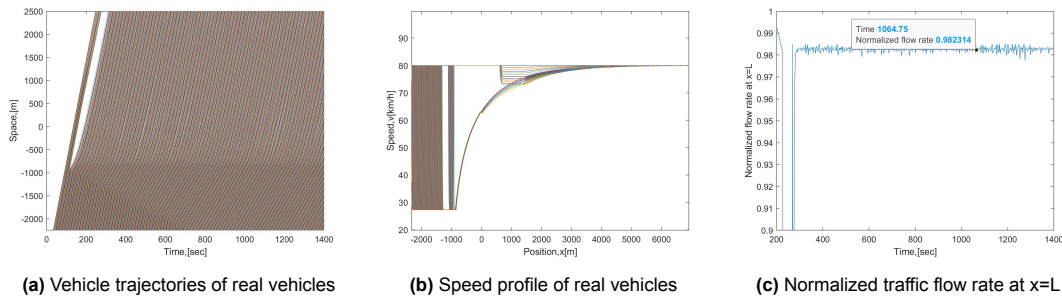 2500
2000
1500
1000
500
0
-500
-1000
-1500
-2000
Space,[m]
0 200 400 600 800 1000 1200 1400
Time,[sec]
(a) Vehicle trajectories of real vehicles
90
80
70
60
50
40
30
20
Speed,v[km/h]
-2000 -1000 0 1000 2000 3000 4000 5000 6000
Position,x[m]
(b) Speed profile of real vehicles
1
0.99
0.98
0.97
0.96
0.95
0.94
0.93
0.92
0.91
0.9
Normalized flow rate at x=L
Time 1064.75
Normalized flow rate 0.982314
200 400 600 800 1000 1200 1400
Time,[sec]
(c) Normalized traffic flow rate at x=L